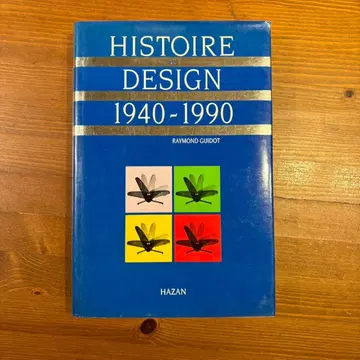 HISTOIRE
DESIGN
1940-1990
RAYMOND GUIDOT
HAZAN